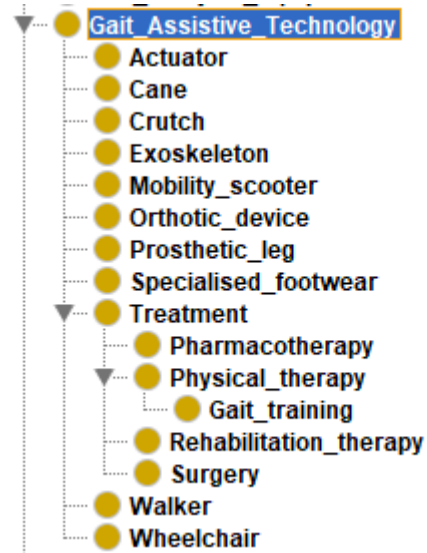 Gait_Assistive_Technology
Actuator
Cane
Crutch
Exoskeleton
Mobility_scooter
Orthotic_device
Prosthetic_leg
Specialised_footwear
Treatment
Pharmacotherapy
Physical_therapy
Gait_training
Rehabilitation_therapy
Surgery
Walker
Wheelchair